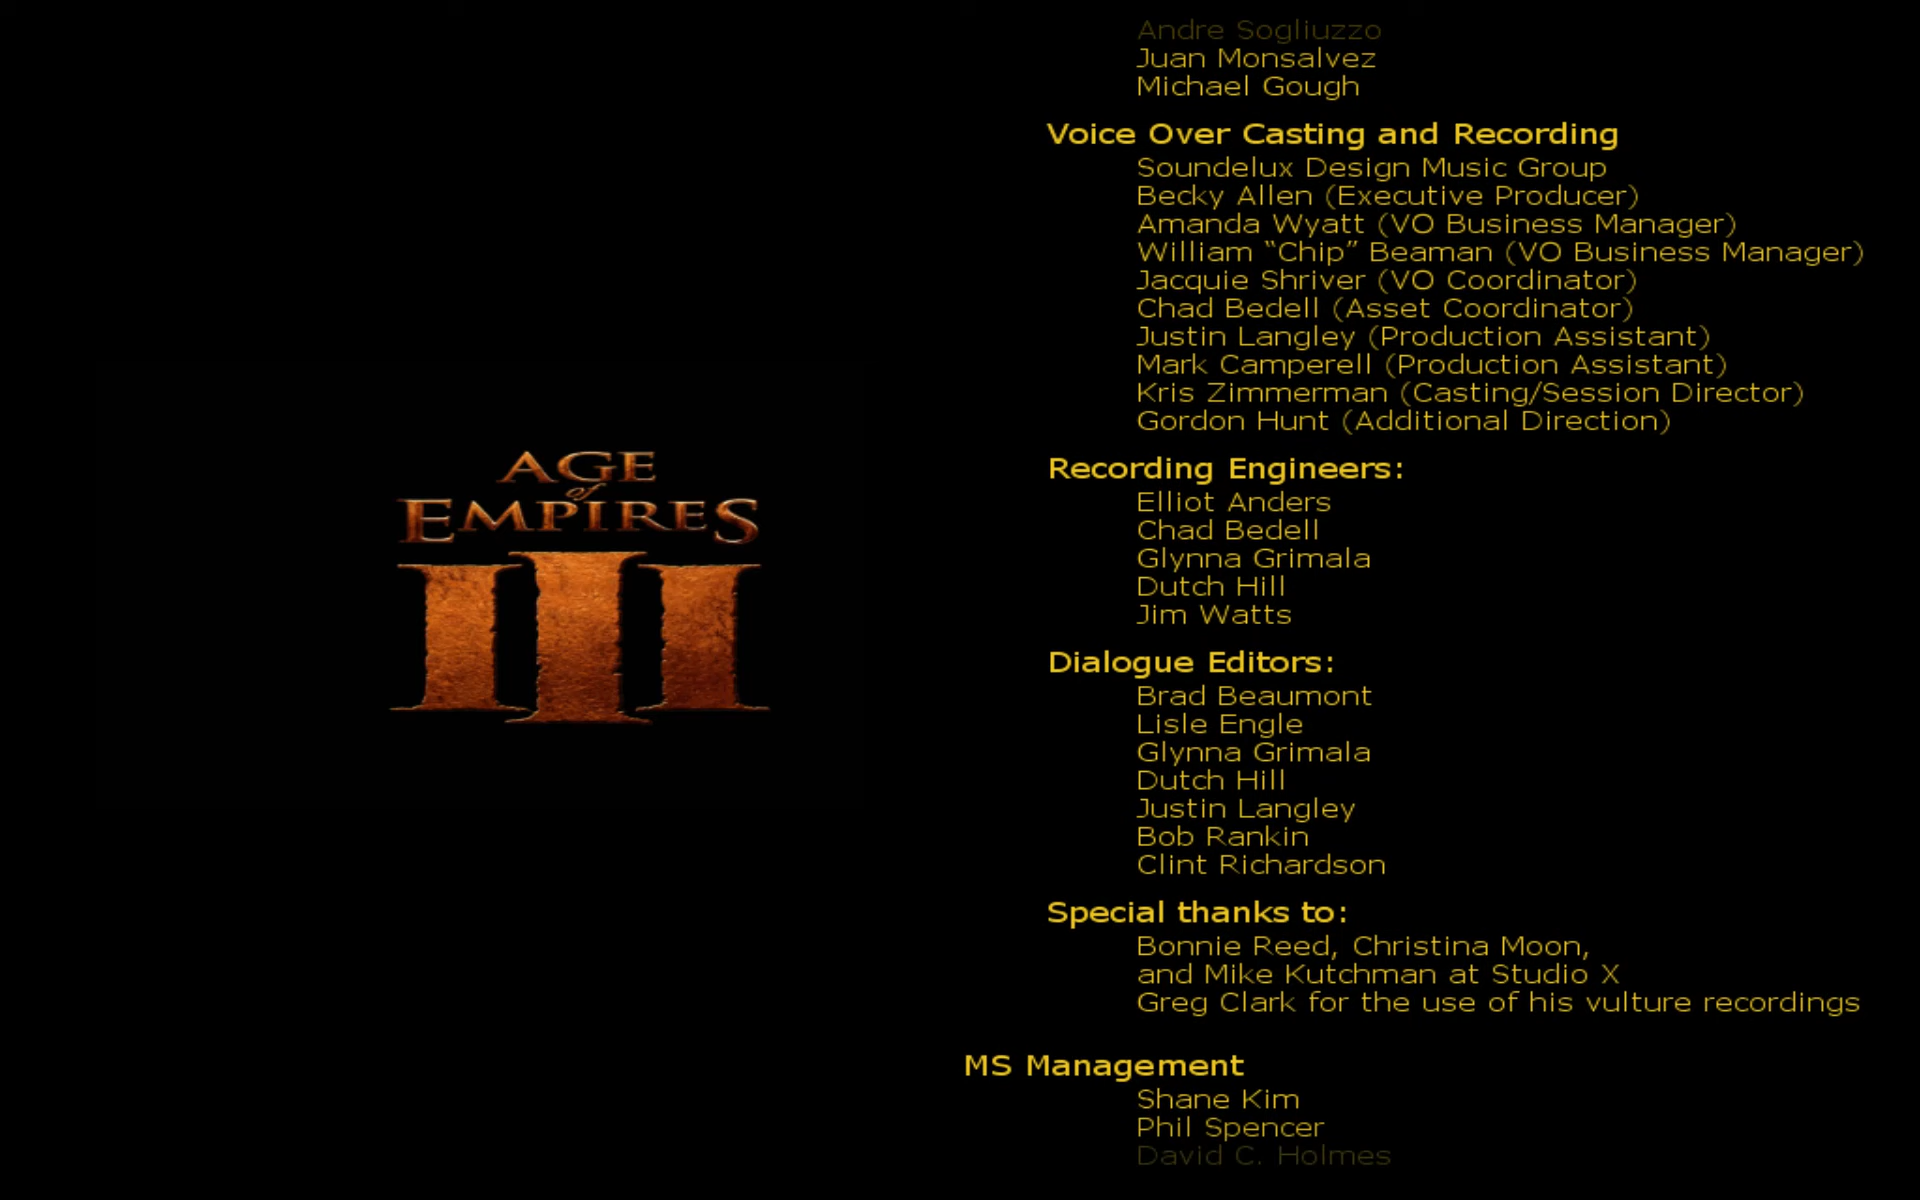 AGE
of
EMPIRES
III
Andre Sogliuzzo
Juan Monsalvez
Michael Gough
Voice Over Casting and Recording
Soundelux Design Music Group
Becky Allen (Executive Producer)
Amanda Wyatt (VO Business Manager)
William “Chip” Beaman (VO Business Manager)
Jacquie Shriver (VO Coordinator)
Chad Bedell (Asset Coordinator)
Justin Langley (Production Assistant)
Mark Camperell (Production Assistant)
Kris Zimmerman (Casting/Session Director)
Gordon Hunt (Additional Direction)
Recording Engineers:
Elliot Anders
Chad Bedell
Glynna Grimala
Dutch Hill
Jim Watts
Dialogue Editors:
Brad Beaumont
Lisle Engle
Glynna Grimala
Dutch Hill
Justin Langley
Bob Rankin
Clint Richardson
Special thanks to:
Bonnie Reed, Christina Moon,
and Mike Kutchman at Studio X
Greg Clark for the use of his vulture recordings
MS Management
Shane Kim
Phil Spencer
David C. Holmes